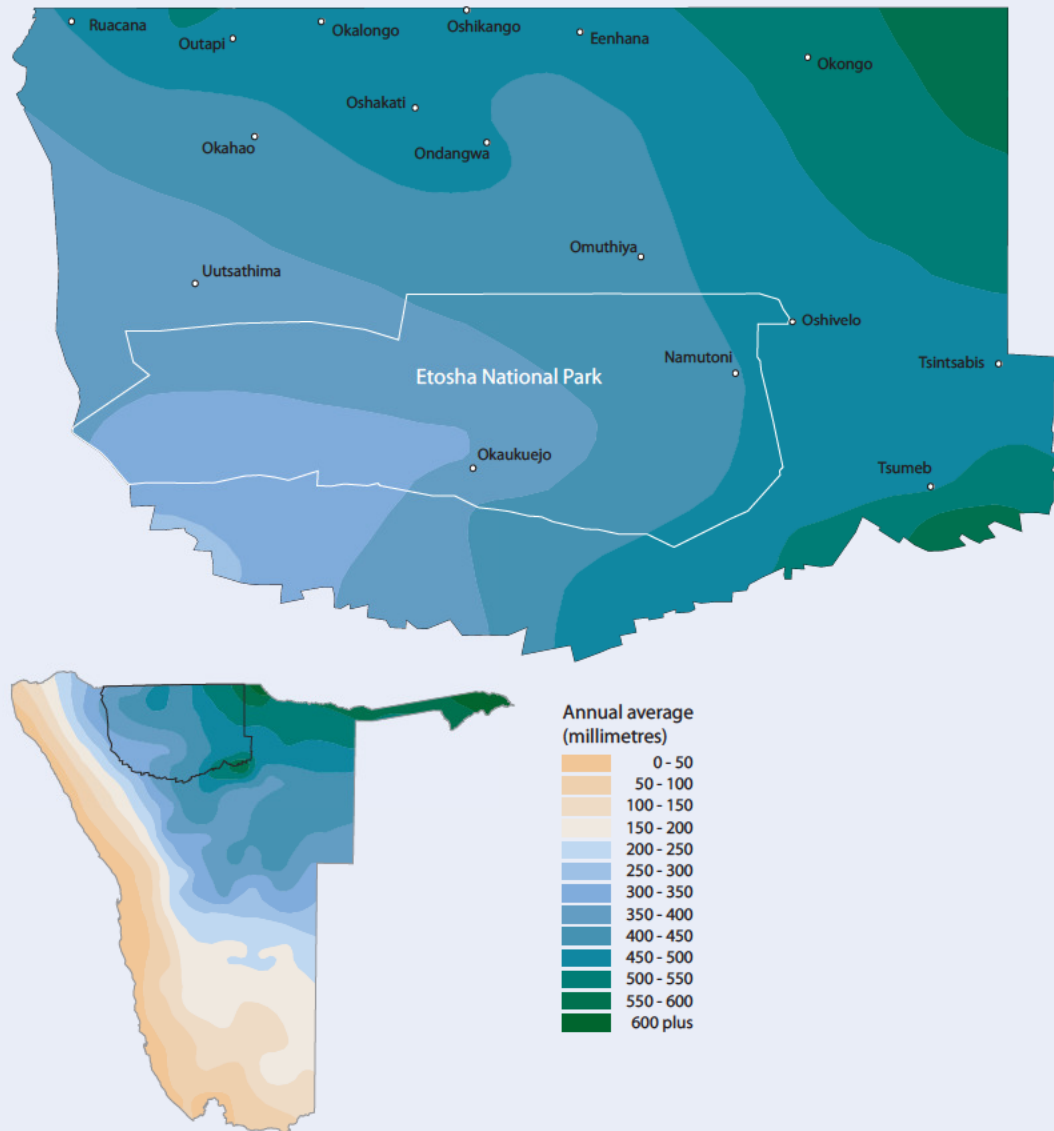 Ruacana
Outapi
Okalongo
Oshikango
Eenhana
Okongo
Oshakati
Okahao
Ondangwa
Omuthiya
Uutsathima
Oshivelo
Namutoni
Tsintsabis
Etosha National Park
Okaukuejo
Tsumeb
Annual average
(millimetres)
0 - 50
50 - 100
100 - 150
150 - 200
200 - 250
250 - 300
300 - 350
350 - 400
400 - 450
450 - 500
500 - 550
550 - 600
600 plus